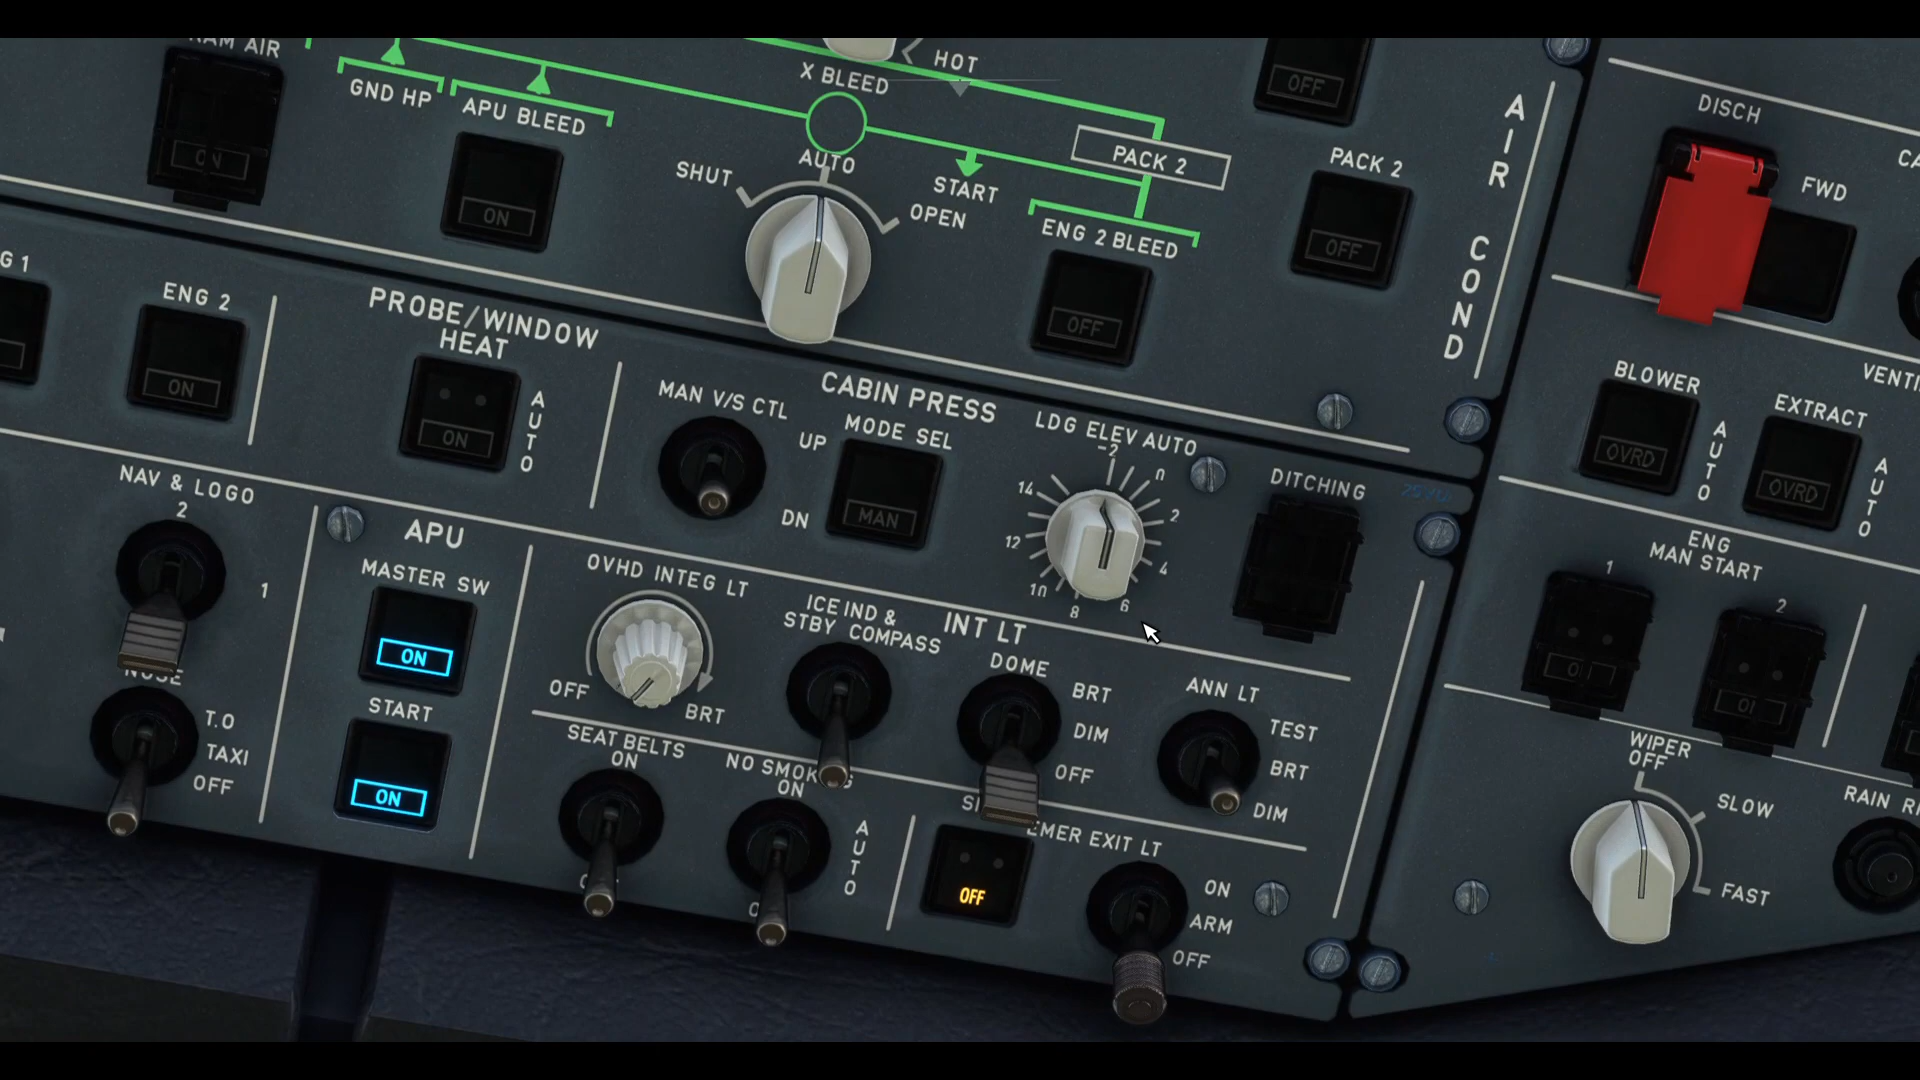 RAM AIR
ON
GND HP
APU BLEED
ON
X BLEED
SHUT
AUTO
OPEN
HOT
START
PACK 2
ENG 2 BLEED
OFF
OFF
PACK 2
OFF
AIR COND
DISCH
FWD
ENG 2
ON
PROBE/WINDOW
HEAT
ON
AUTO
CABIN PRESS
MAN V/S CTL
UP
DN
MODE SEL
MAN
LDG ELEV AUTO
-2
0
2
4
6
8
10
12
14
DITCHING
BLOWER
OVRD
AUTO
EXTRACT
OVRD
AUTO
ENG
MAN START
1
2
NAV & LOGO
2
1
NOSE
T.O
TAXI
OFF
APU
MASTER SW
ON
START
ON
OVHD INTEG LT
OFF
BRT
ICE IND &
STBY COMPASS
INT LT
DOME
BRT
DIM
OFF
ANN LT
TEST
BRT
DIM
SEAT BELTS
ON
ON
AUTO
OFF
EMER EXIT LT
ON
ARM
OFF
WIPER
OFF
SLOW
FAST
RAIN